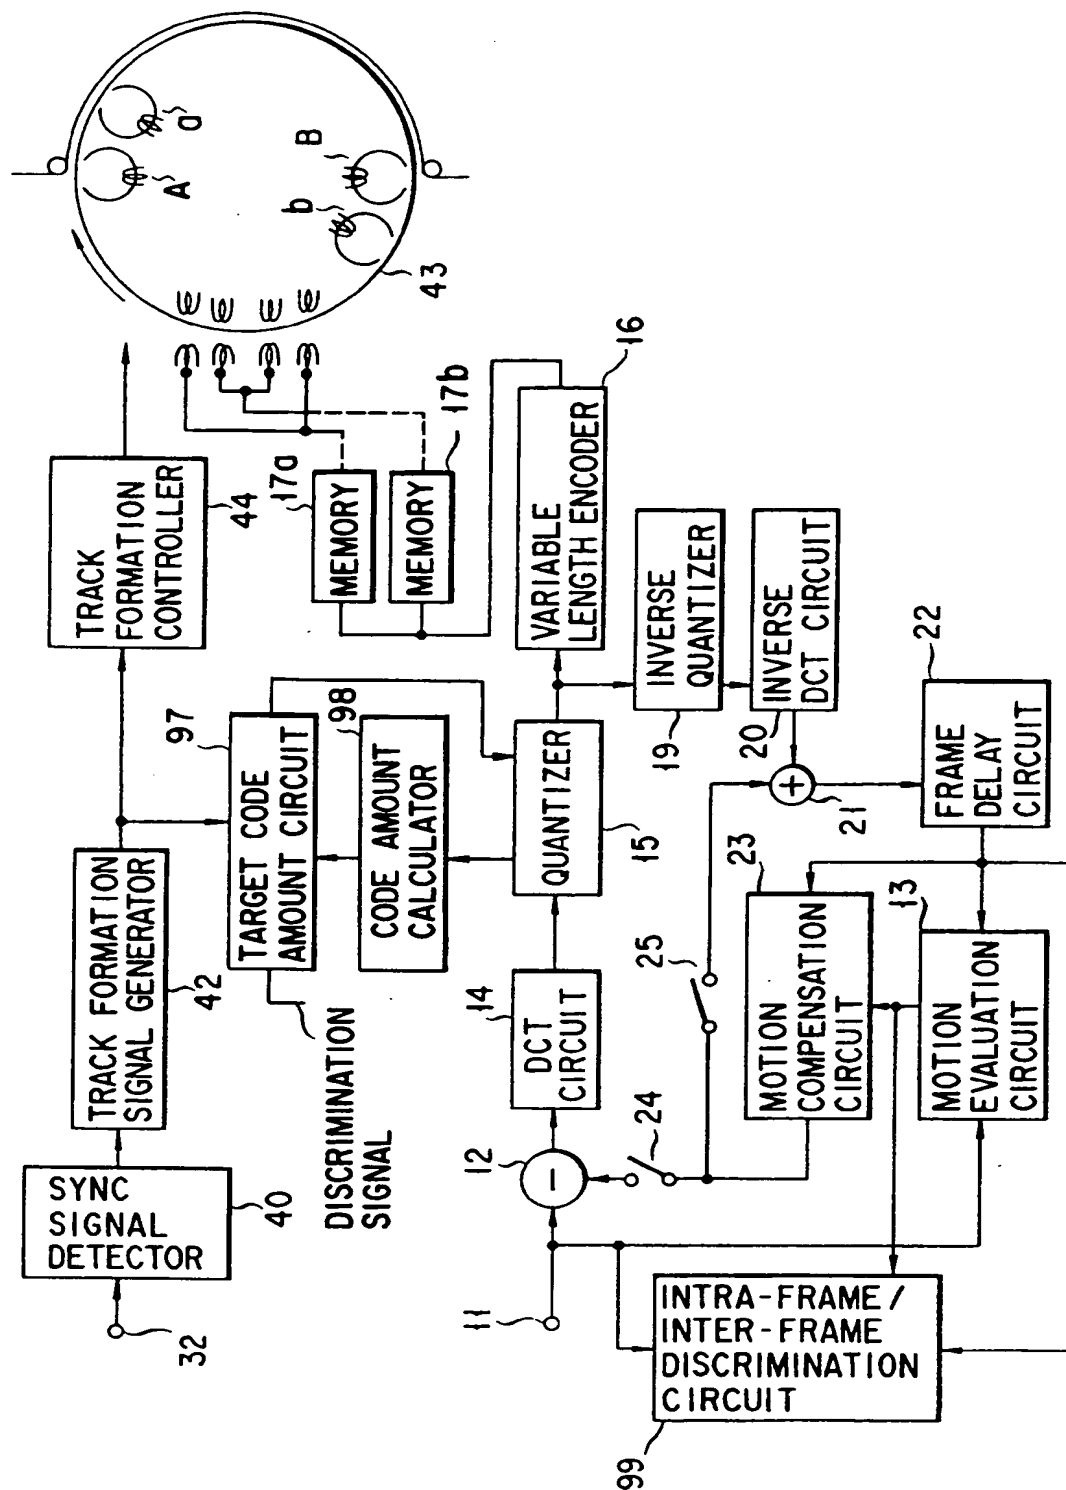 32
SYNC
SIGNAL
DETECTOR
40
TRACK FORMATION
SIGNAL GENERATOR
42
TRACK
FORMATION
CONTROLLER
44
DISCRIMINATION
SIGNAL
TARGET CODE
AMOUNT CIRCUIT
97
CODE AMOUNT
CALCULATOR
98
MEMORY
17a
MEMORY
17b
A
a
B
b
43
11
12
DCT
CIRCUIT
14
QUANTIZER
15
VARIABLE
LENGTH ENCODER
16
INVERSE
QUANTIZER
19
INVERSE
DCT CIRCUIT
20
21
24
25
FRAME
DELAY
CIRCUIT
22
MOTION
COMPENSATION
CIRCUIT
23
MOTION
EVALUATION
CIRCUIT
13
INTRA-FRAME/
INTER-FRAME
DISCRIMINATION
CIRCUIT
99